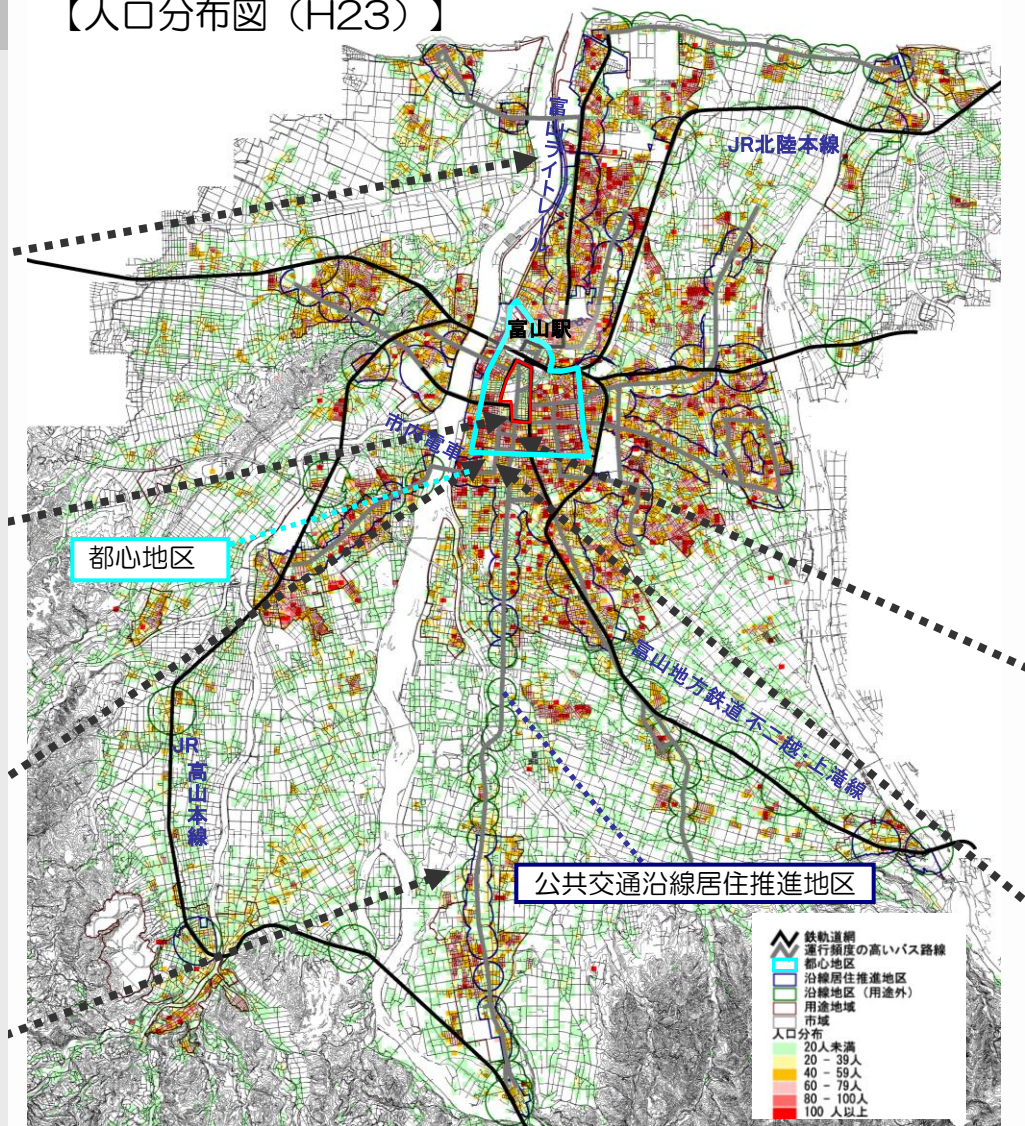 【人口分布図（H23）】
富山ライトレール
JR北陸本線
富山駅
市内電車
都心地区
富山地方鉄道 不二越・上滝線
JR
高山本線
公共交通沿線居住推進地区
鉄軌道網
運行頻度の高いバス路線
都心地区
沿線居住推進地区
沿線地区（用途外）
用途地域
市域
人口分布
20人未満
20 - 39人
40 - 59人
60 - 79人
80 - 100人
100 人以上